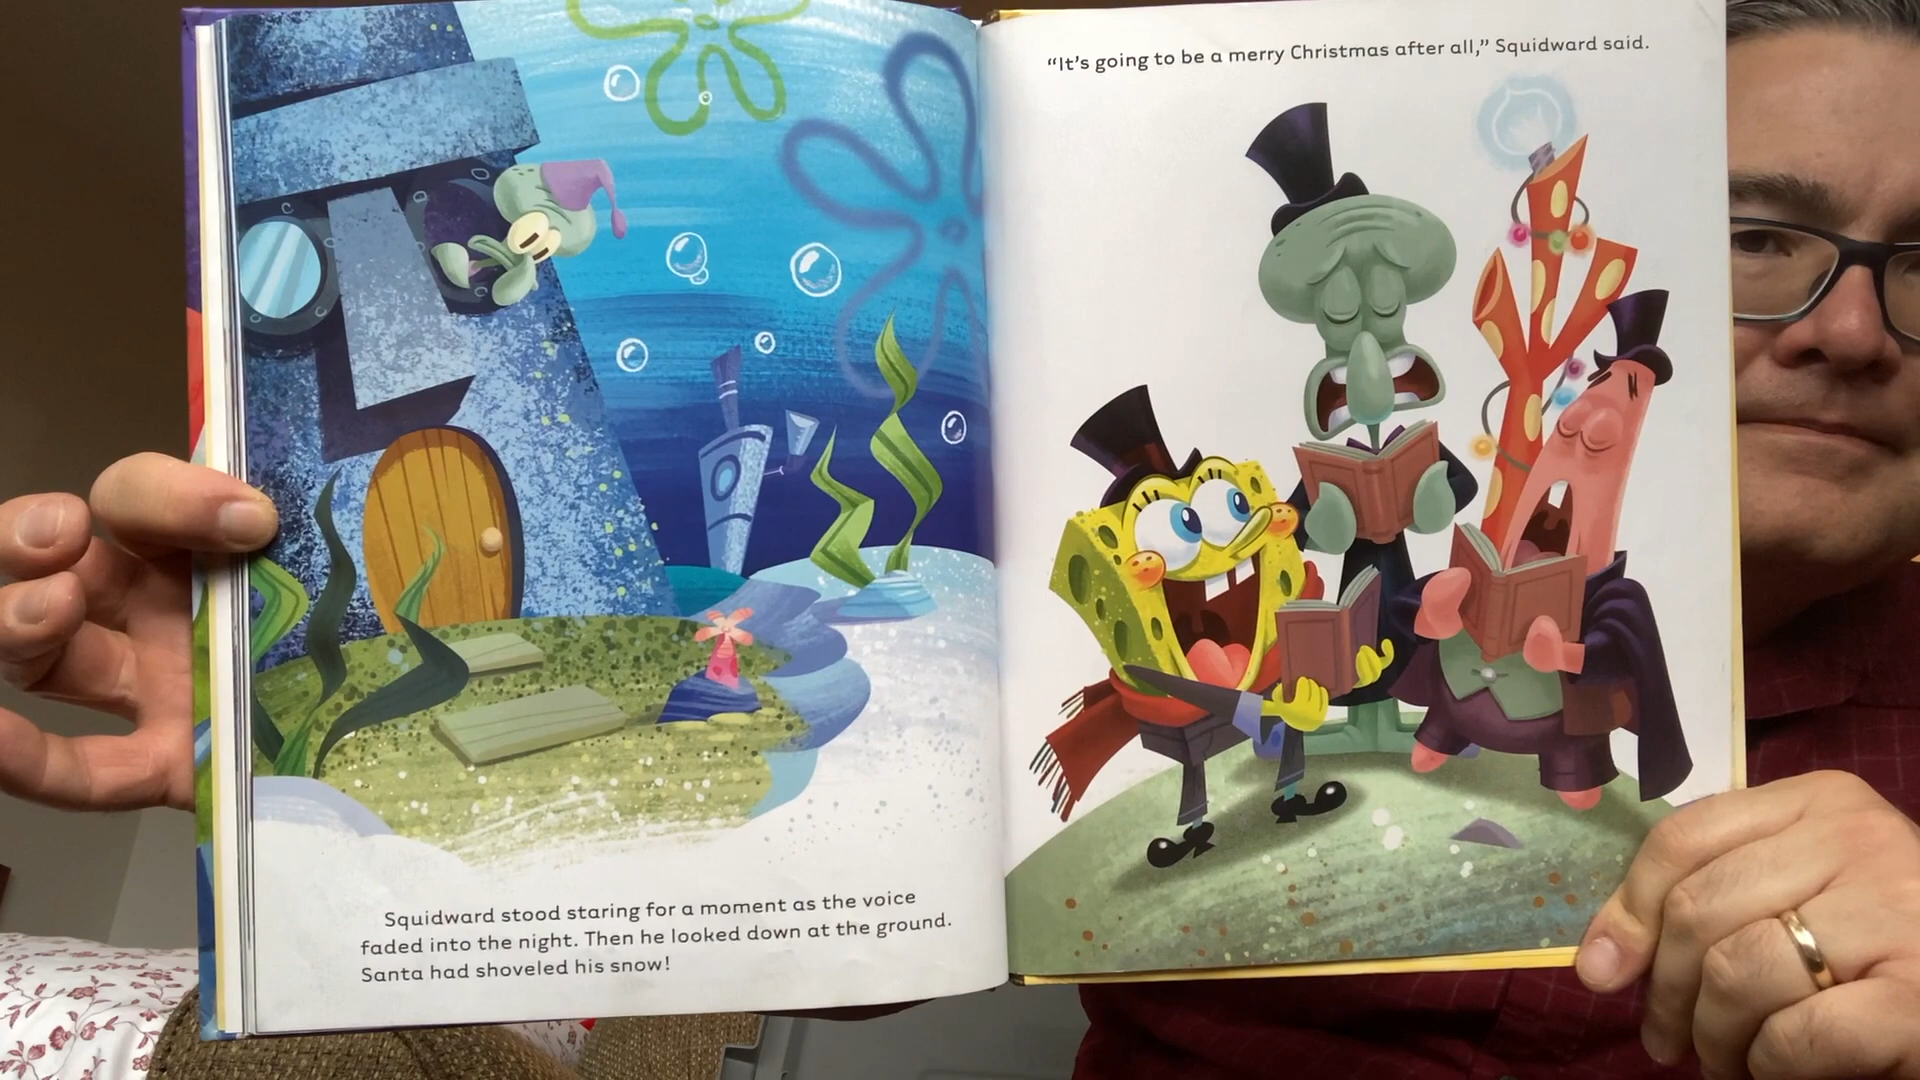 Squidward stood staring for a moment as the voice
faded into the night. Then he looked down at the ground.
Santa had shoveled his snow!
“It’s going to be a merry Christmas after all,” Squidward said.